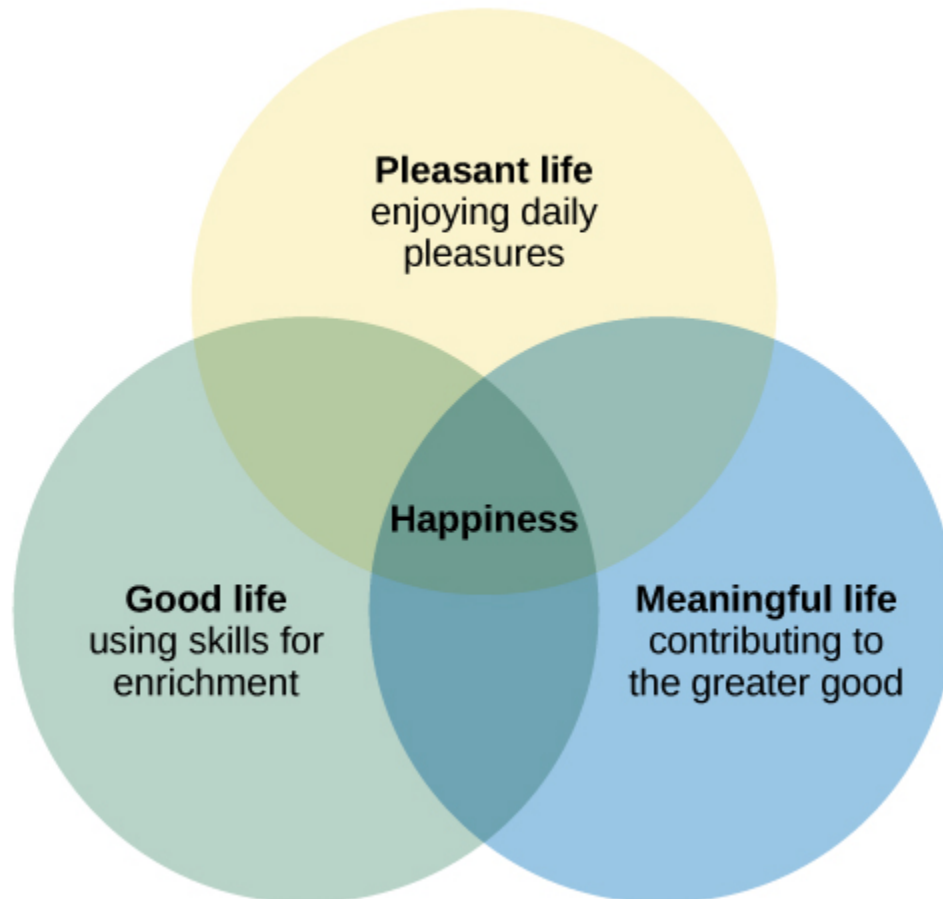 Pleasant life
enjoying daily
pleasures
Happiness
Good life
using skills for
enrichment
Meaningful life
contributing to
the greater good